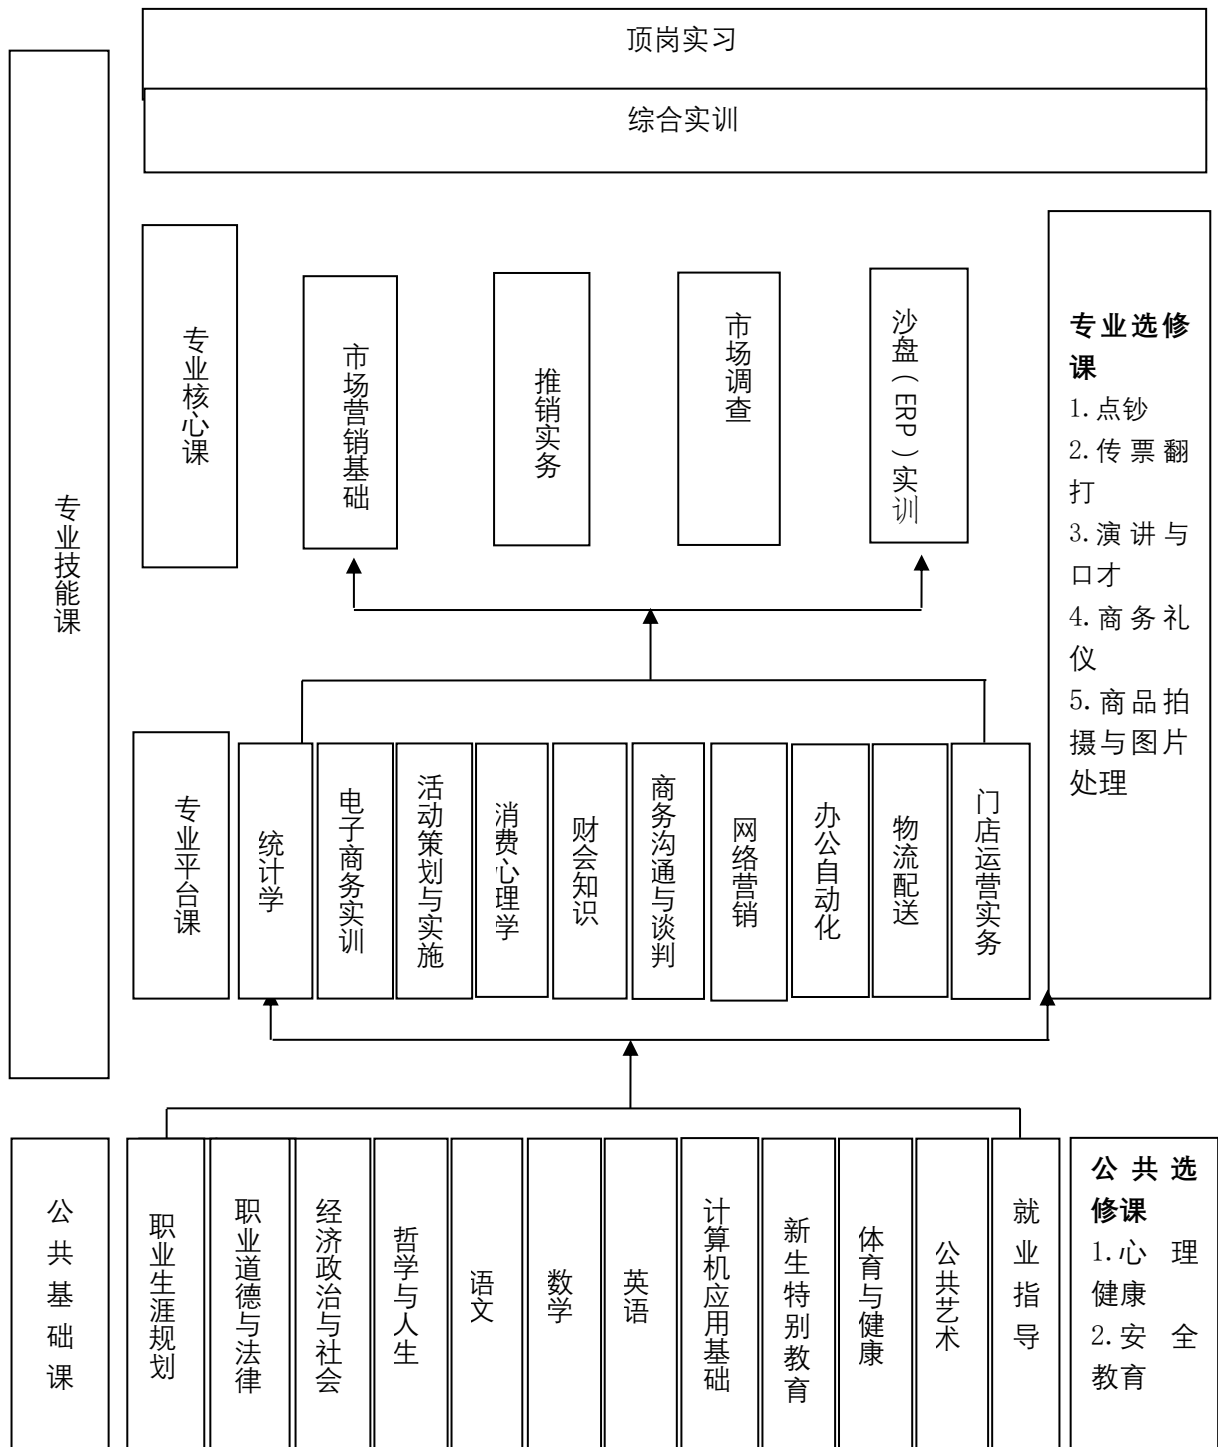 顶岗实习
综合实训
专业技能课
专业核心课
市场营销基础
推销实务
市场调查
沙盘(ERP)实训
专业选修
课
1.点钞
2.传票翻
打
3.演讲与
口才
4.商务礼
仪
5.商品拍
摄与图片
处理
专业平台课
统计学
电子商务实训
活动策划与实施
消费心理学
财会知识
商务沟通与谈判
网络营销
办公自动化
物流配送
门店运营实务
公共基础课
职业生涯规划
职业道德与法律
经济政治与社会
哲学与人生
语文
数学
英语
计算机应用基础
新生特别教育
体育与健康
公共艺术
就业指导
公共选
修课
1.心理
健康
2.安全
教育